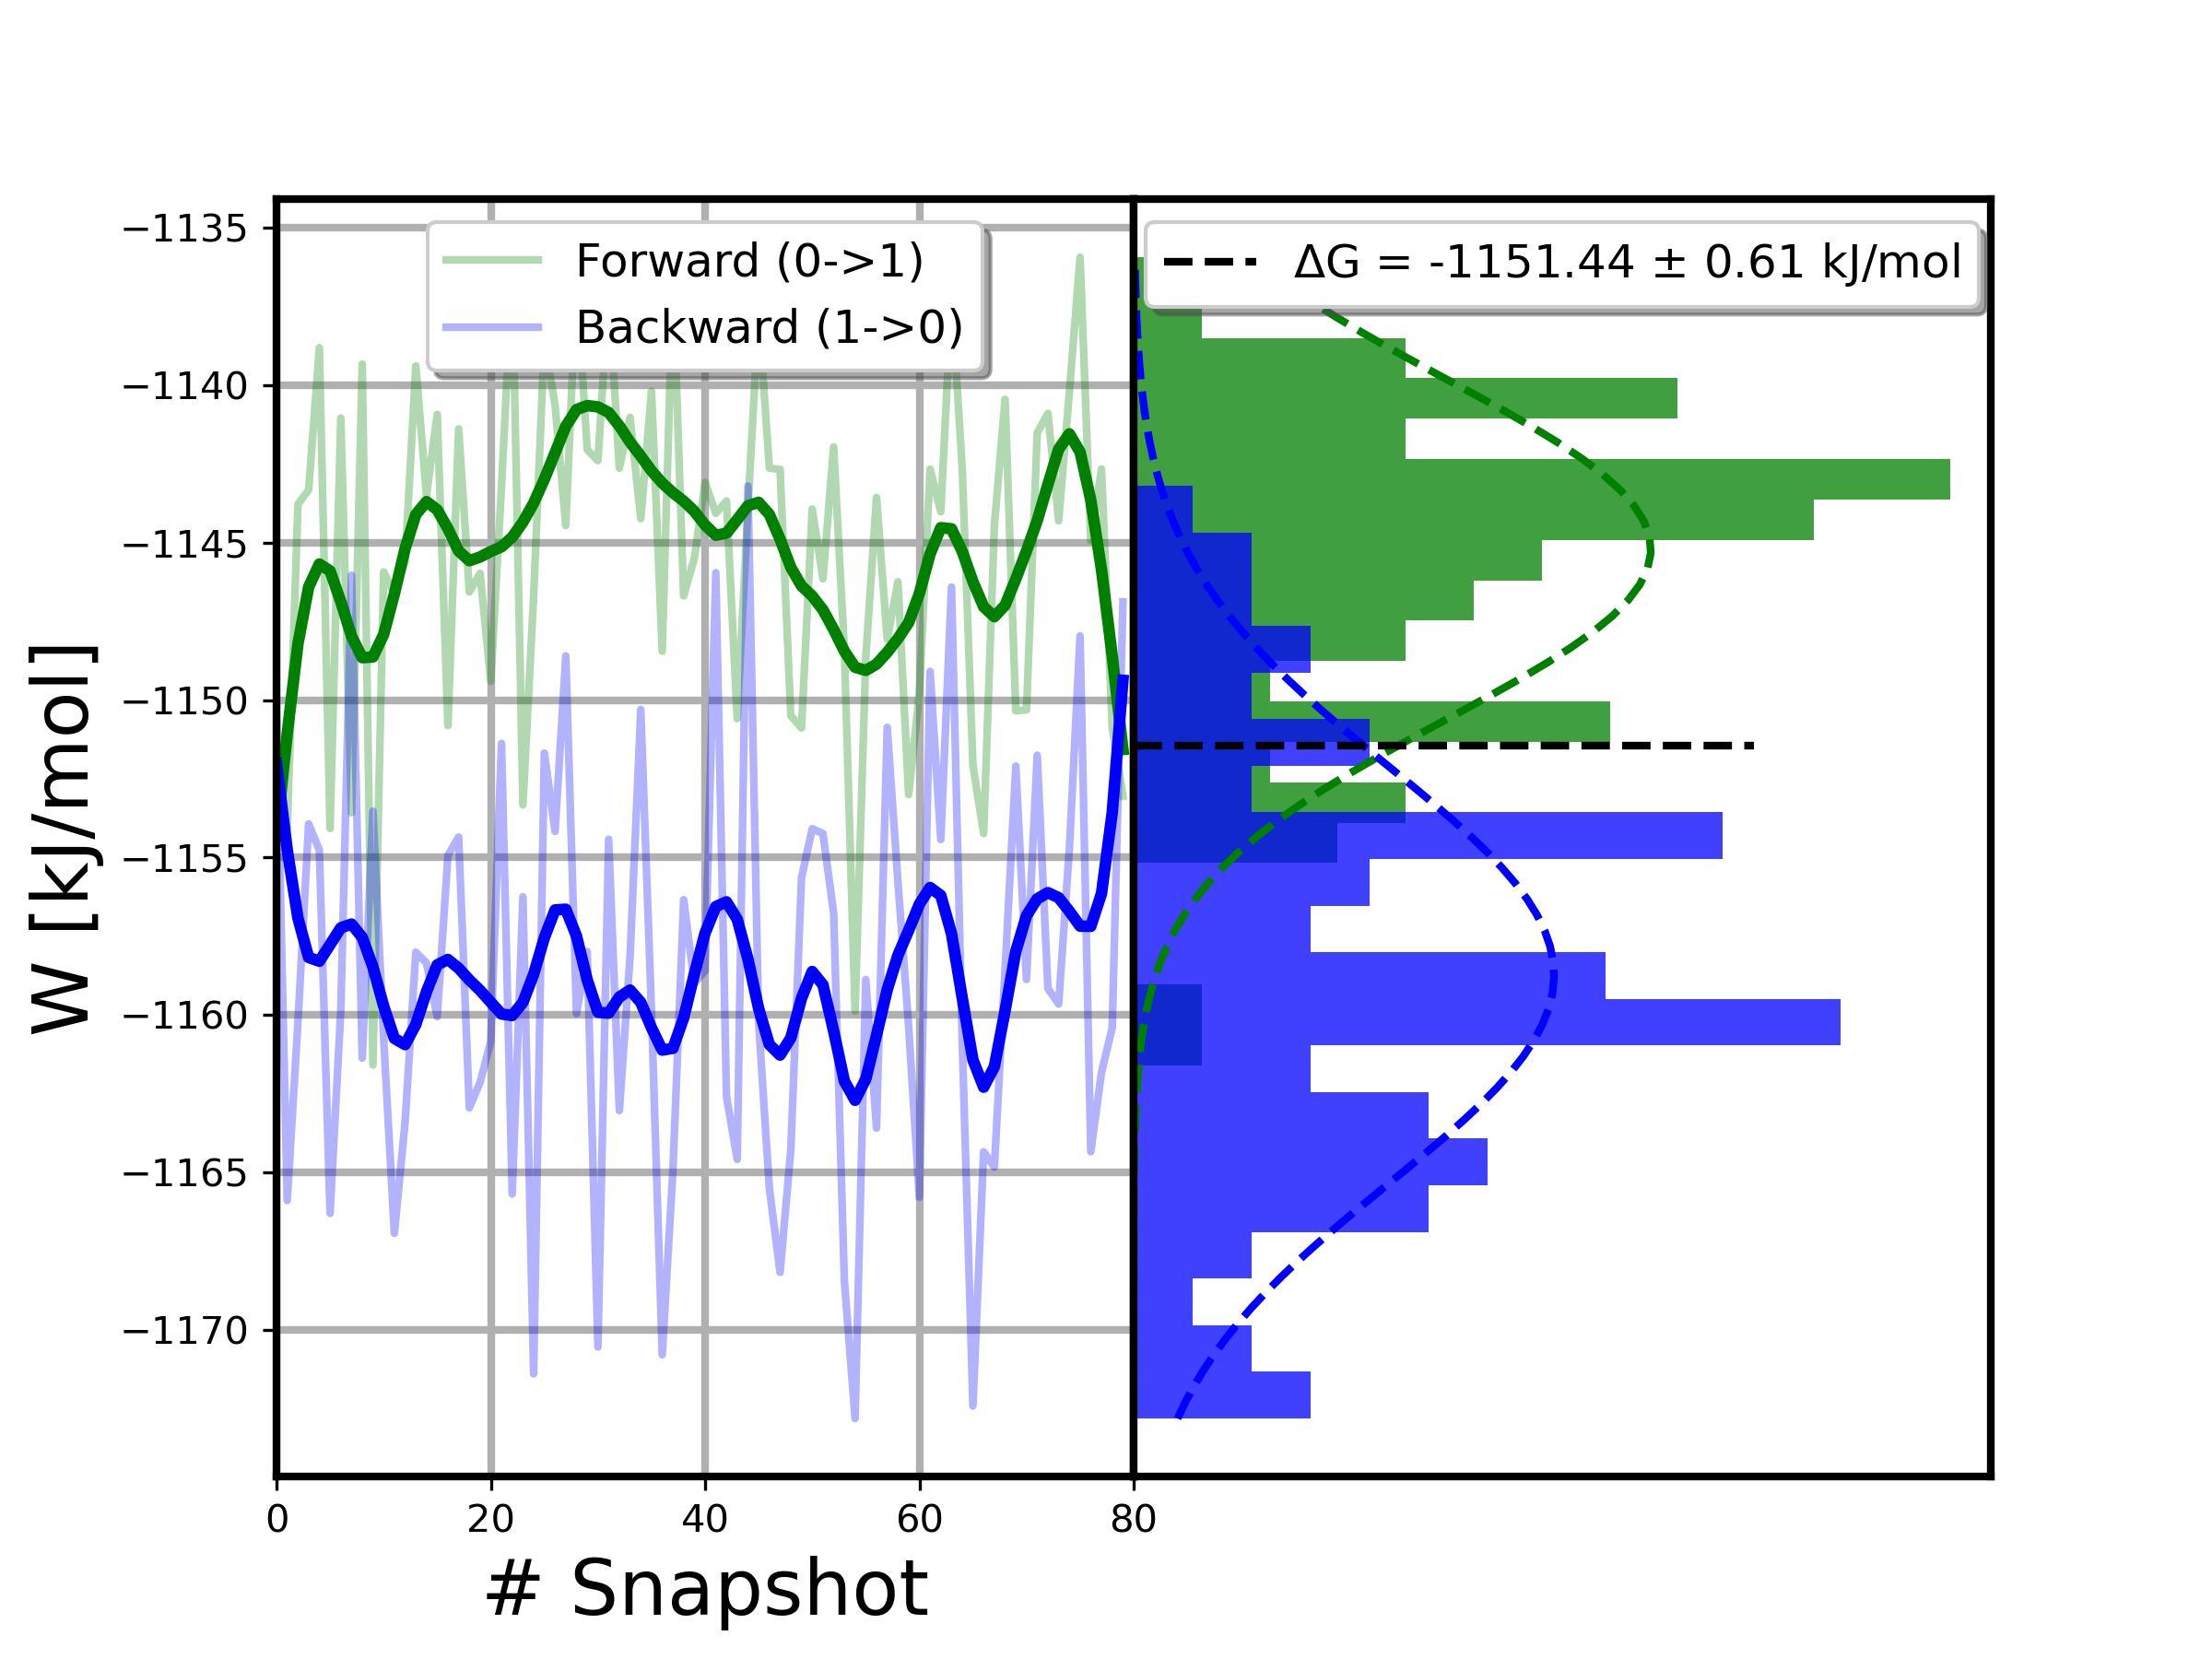 Forward (0->1)
Backward (1->0)
ΔG = -1151.44 ± 0.61 kJ/mol
W [kJ/mol]
−1135
−1140
−1145
−1150
−1155
−1160
−1165
−1170
0 20 40 60 80
# Snapshot